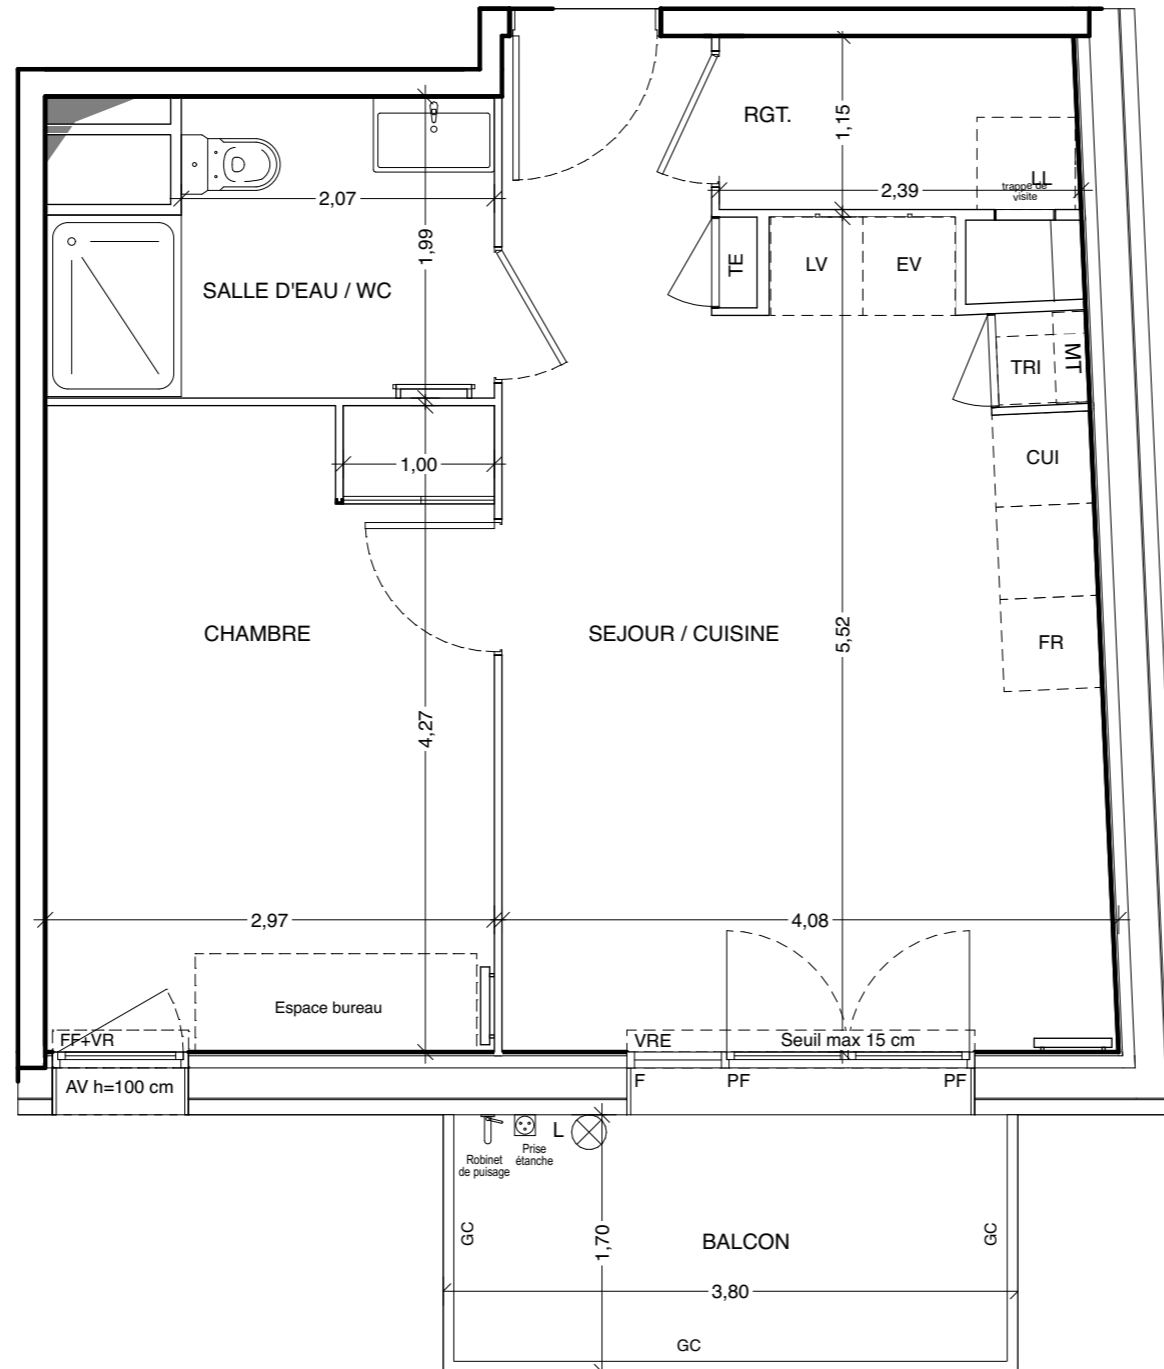 RGT.
1,15
2,39
LL
trappe de
visite
2,07
1,99
SALLE D'EAU / WC
TE
LV
EV
TRI
MT
CUI
1,00
CHAMBRE
SEJOUR / CUISINE
5,52
FR
4,27
2,97
4,08
Espace bureau
FF+VR
VRE
Seuil max 15 cm
AV h=100 cm
F
PF
PF
L
Robinet
de puisage
Prise
étanche
GC
1,70
BALCON
GC
3,80
GC